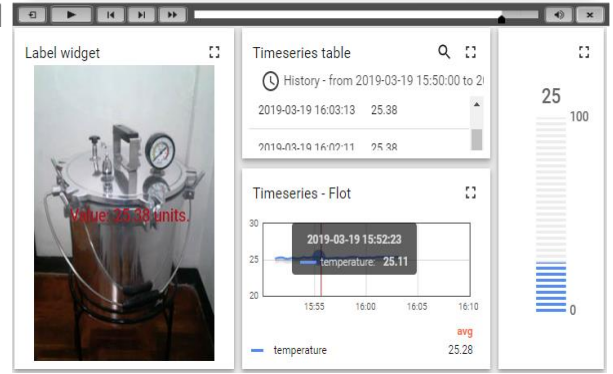 Label widget
Value: 25.38 units.
Timeseries table
History - from 2019-03-19 15:50:00 to
2019-03-19 16:03:13 25.38
2019-03-19 16:02:11 25.38
Timeseries - Flot
30
25
20
2019-03-19 15:52:23
temperature: 25.11
15:55 16:00 16:05 16:10
avg
temperature 25.28
25
100
0